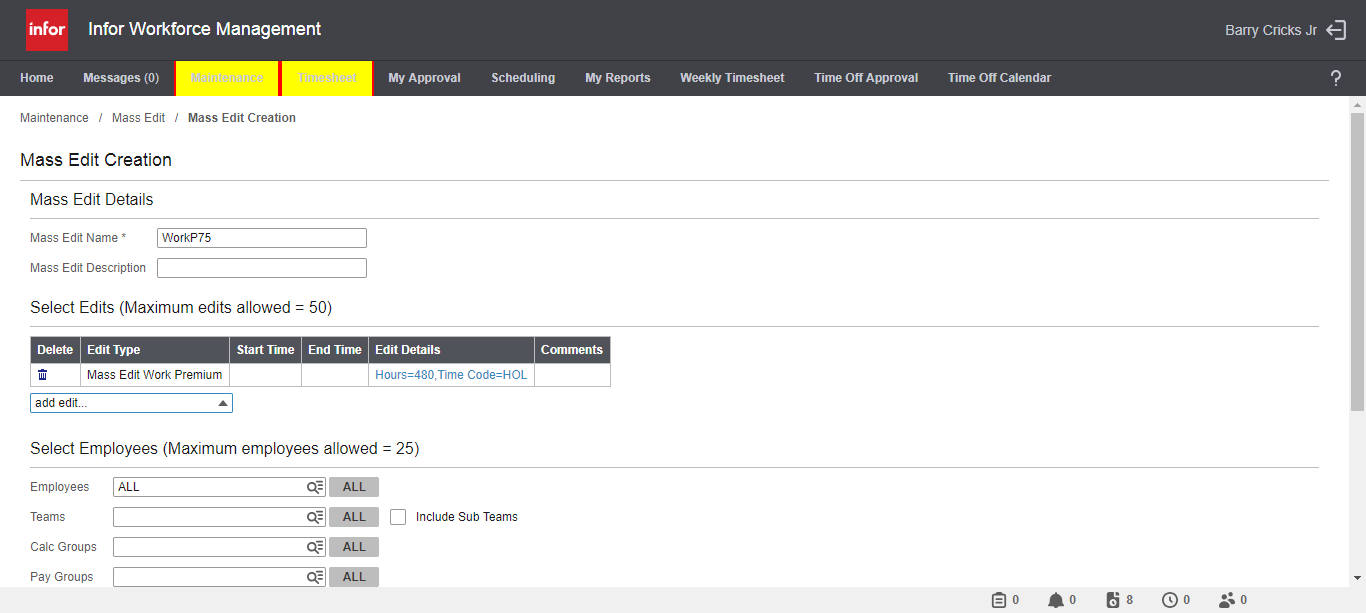 infor Infor Workforce Management Barry Cricks Jr
Home Messages (0) Maintenance Timesheet My Approval Scheduling My Reports Weekly Timesheet Time Off Approval Time Off Calendar ?
Maintenance / Mass Edit / Mass Edit Creation
Mass Edit Creation
Mass Edit Details
Mass Edit Name * WorkP75
Mass Edit Description
Select Edits (Maximum edits allowed = 50)
Delete Edit Type Start Time End Time Edit Details Comments
Mass Edit Work Premium Hours=480,Time Code=HOL
add edit...
Select Employees (Maximum employees allowed = 25)
Employees ALL ALL
Teams ALL Include Sub Teams
Calc Groups ALL
Pay Groups ALL
0 0 8 0 0